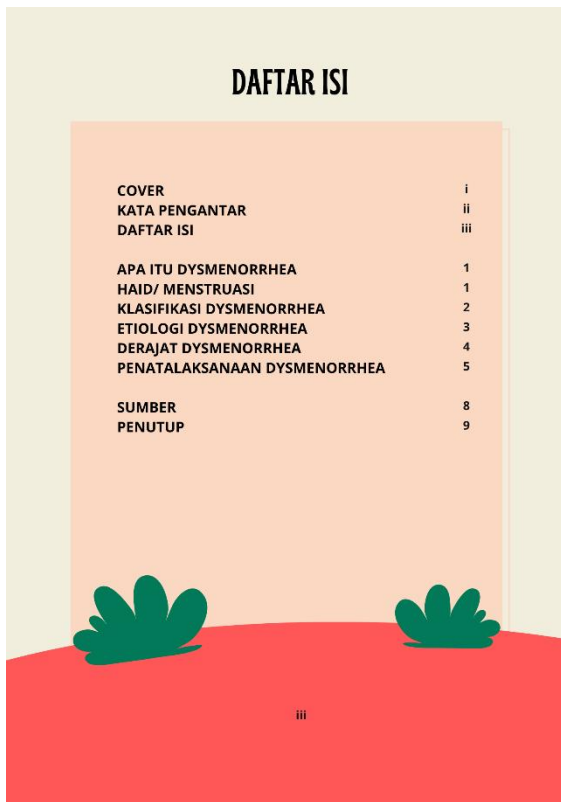 DAFTAR ISI
COVER i
KATA PENGANTAR ii
DAFTAR ISI iii
APA ITU DYSMENORRHEA 1
HAID/ MENSTRUASI 1
KLASIFIKASI DYSMENORRHEA 2
ETIOLOGI DYSMENORRHEA 3
DERAJAT DYSMENORRHEA 4
PENATALAKSANAAN DYSMENORRHEA 5
SUMBER 8
PENUTUP 9
iii